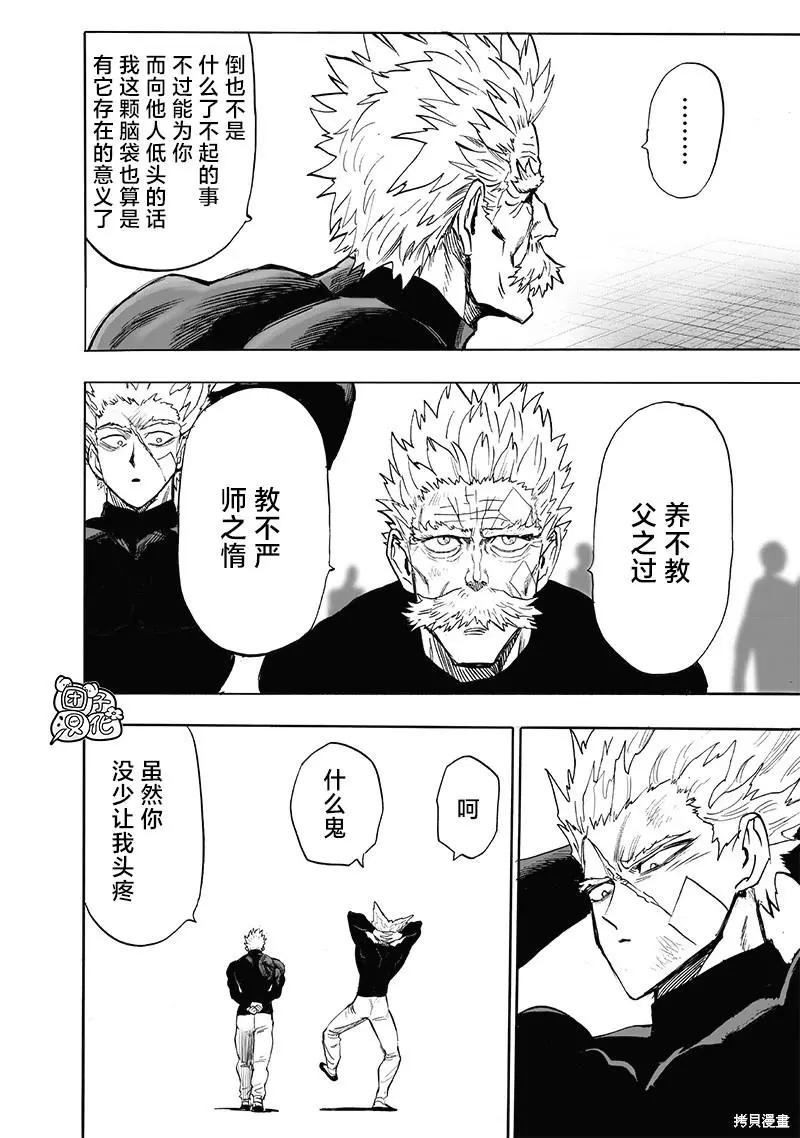 ………
倒也不是
什么了不起的事
不过能为你
而向他人低头的话
我这颗脑袋也算是
有它存在的意义了
养不教
父之过
教不严
师之惰
呵
什么鬼
虽然你
没少让我头疼
团子汉化
拷贝漫畫